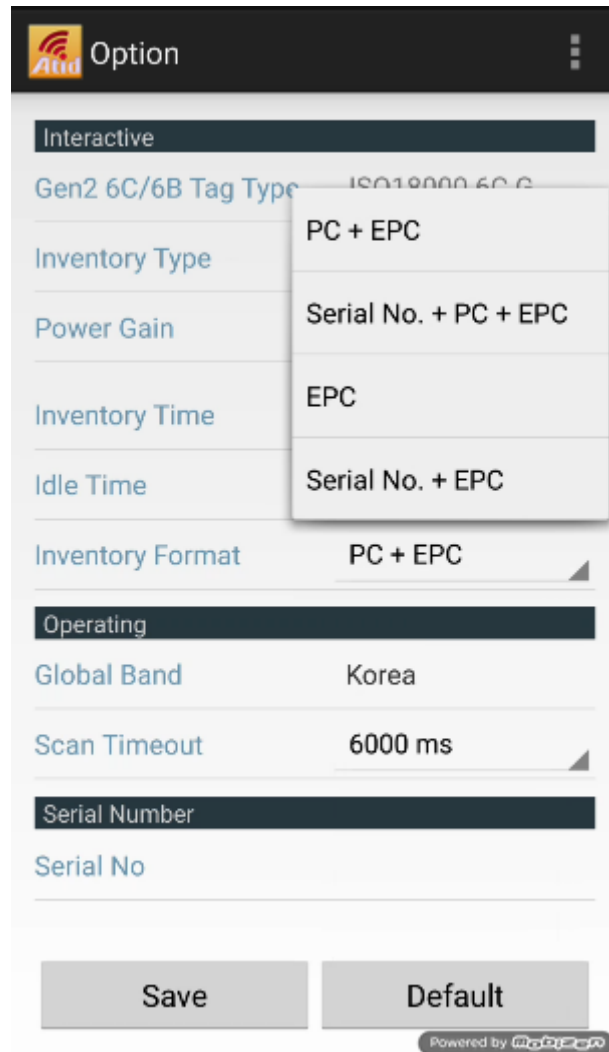 Atid Option
Interactive
Gen2 6C/6B Tag Type
PC + EPC
Inventory Type
Serial No. + PC + EPC
Power Gain
EPC
Inventory Time
Serial No. + EPC
Idle Time
Inventory Format PC + EPC
Operating
Global Band Korea
Scan Timeout 6000 ms
Serial Number
Serial No
Save Default
Powered by